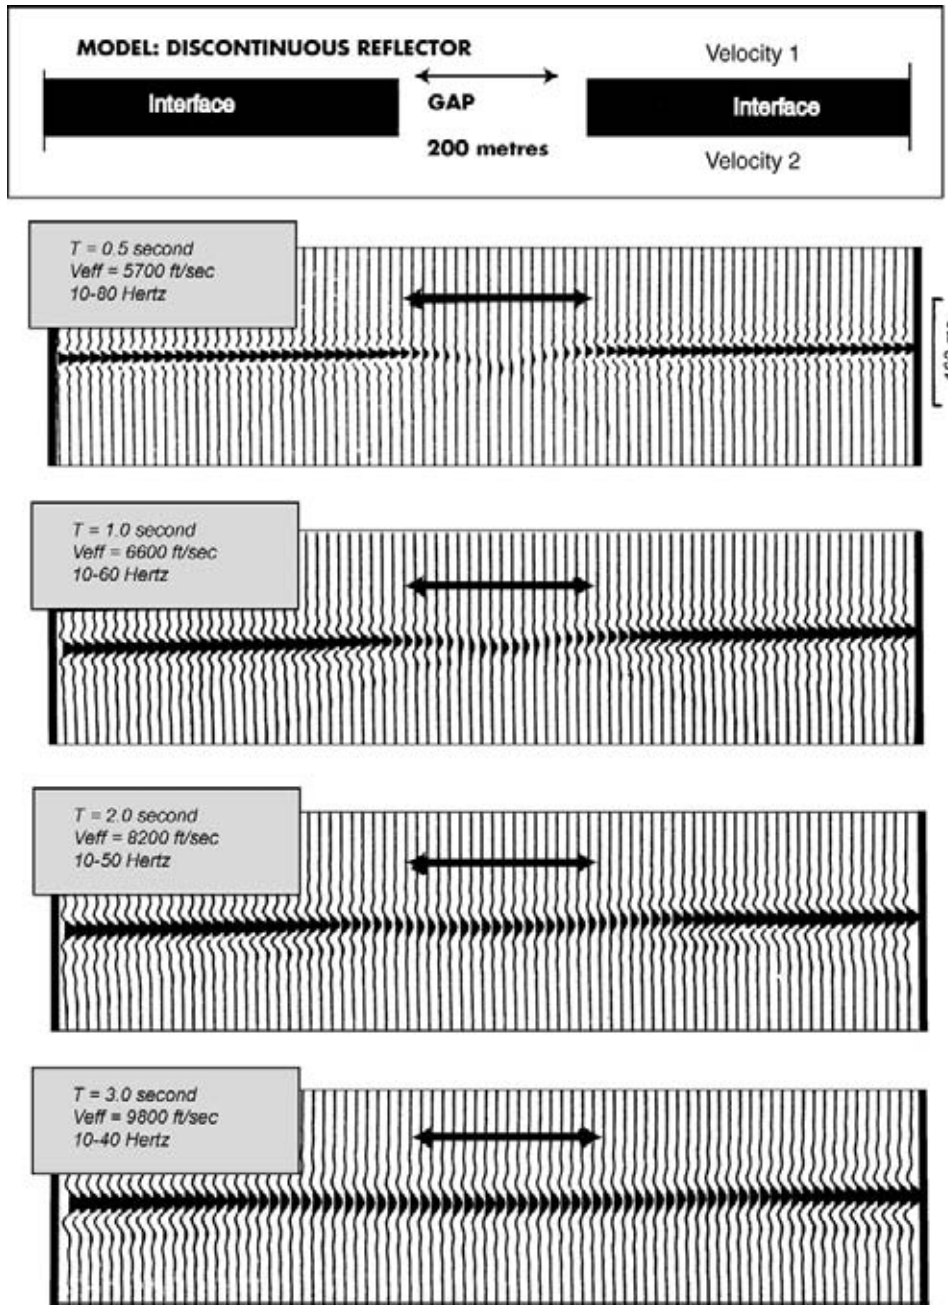 MODEL: DISCONTINUOUS REFLECTOR
Velocity 1
Interface
GAP
Interface
200 metres
Velocity 2
T = 0.5 second
Veff = 5700 ft/sec
10-80 Hertz
T = 1.0 second
Veff = 6600 ft/sec
10-60 Hertz
T = 2.0 second
Veff = 8200 ft/sec
10-50 Hertz
T = 3.0 second
Veff = 9800 ft/sec
10-40 Hertz